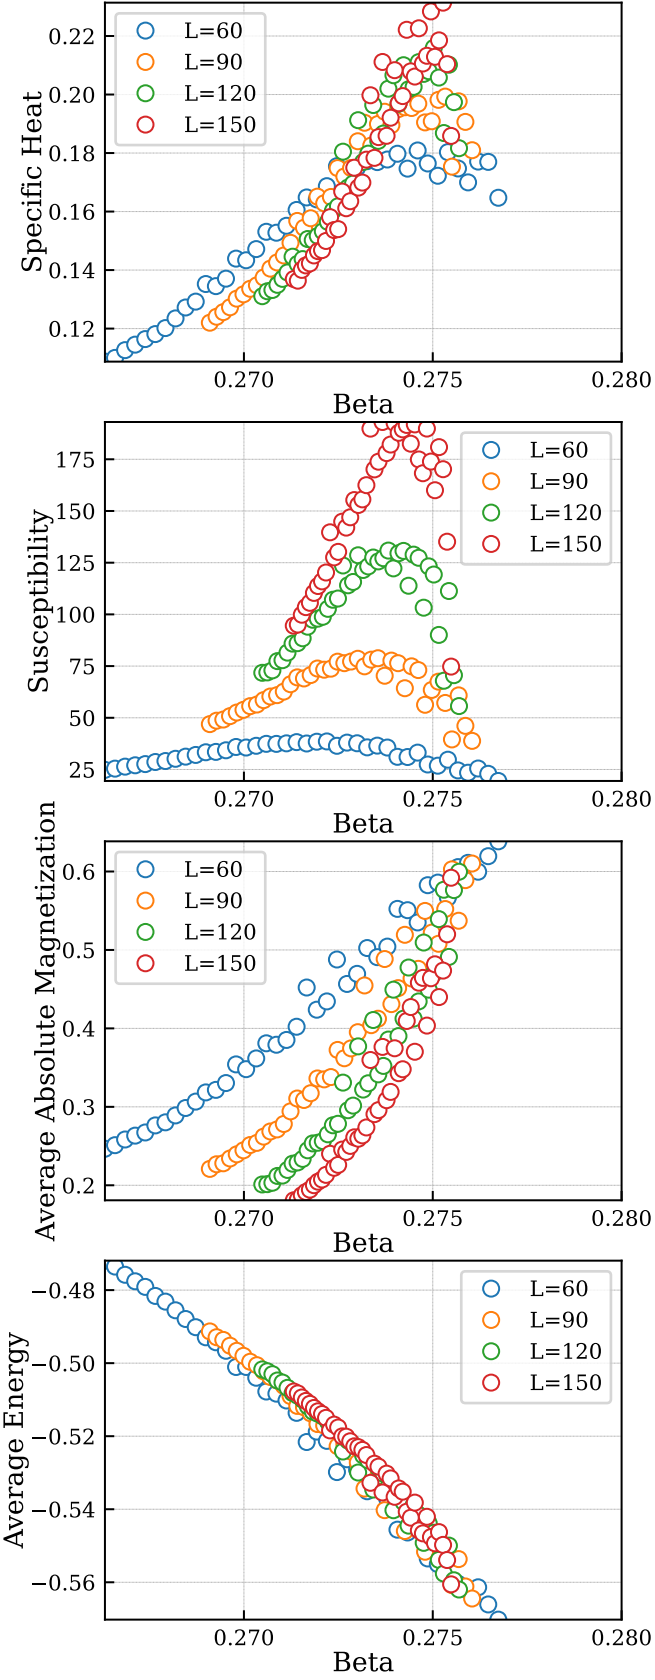 Specific Heat
0.22
0.20
0.18
0.16
0.14
0.12
L=60
L=90
L=120
L=150
0.270
0.275
0.280
Beta
Susceptibility
175
150
125
100
75
50
25
L=60
L=90
L=120
L=150
0.270
0.275
0.280
Beta
Average Absolute Magnetization
0.6
0.5
0.4
0.3
0.2
L=60
L=90
L=120
L=150
0.270
0.275
0.280
Beta
Average Energy
−0.48
−0.50
−0.52
−0.54
−0.56
L=60
L=90
L=120
L=150
0.270
0.275
0.280
Beta